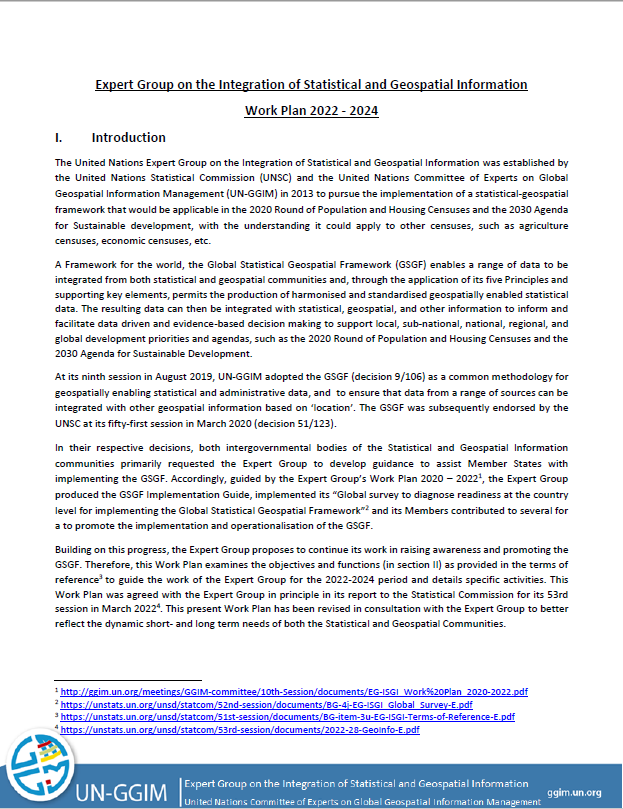 Expert Group on the Integration of Statistical and Geospatial Information
Work Plan 2022 - 2024
I. Introduction
The United Nations Expert Group on the Integration of Statistical and Geospatial Information was established by
the United Nations Statistical Commission (UNSC) and the United Nations Committee of Experts on Global
Geospatial Information Management (UN-GGIM) in 2013 to pursue the implementation of a statistical-geospatial
framework that would be applicable in the 2020 Round of Population and Housing Censuses and the 2030 Agenda
for Sustainable development, with the understanding it could apply to other censuses, such as agriculture
censuses, economic censuses, etc.
A Framework for the world, the Global Statistical Geospatial Framework (GSGF) enables a range of data to be
integrated from both statistical and geospatial communities and, through the application of its five Principles and
supporting key elements, permits the production of harmonised and standardised geospatially enabled statistical
data. The resulting data can then be integrated with statistical, geospatial, and other information to inform and
facilitate data driven and evidence-based decision making to support local, sub-national, national, regional, and
global development priorities and agendas, such as the 2020 Round of Population and Housing Censuses and the
2030 Agenda for Sustainable Development.
At its ninth session in August 2019, UN-GGIM adopted the GSGF (decision 9/106) as a common methodology for
geospatially enabling statistical and administrative data, and to ensure that data from a range of sources can be
integrated with other geospatial information based on ‘location’. The GSGF was subsequently endorsed by the
UNSC at its fifty-first session in March 2020 (decision 51/123).
In their respective decisions, both intergovernmental bodies of the Statistical and Geospatial Information
communities primarily requested the Expert Group to develop guidance to assist Member States with
implementing the GSGF. Accordingly, guided by the Expert Group’s Work Plan 2020 – 2022¹, the Expert Group
produced the GSGF Implementation Guide, implemented its “Global survey to diagnose readiness at the country
level for implementing the Global Statistical Geospatial Framework”² and its Members contributed to several for
a to promote the implementation and operationalisation of the GSGF.
Building on this progress, the Expert Group proposes to continue its work in raising awareness and promoting the
GSGF. Therefore, this Work Plan examines the objectives and functions (in section II) as provided in the terms of
reference³ to guide the work of the Expert Group for the 2022-2024 period and details specific activities. This
Work Plan was agreed with the Expert Group in principle in its report to the Statistical Commission for its 53rd
session in March 2022⁴. This present Work Plan has been revised in consultation with the Expert Group to better
reflect the dynamic short- and long term needs of both the Statistical and Geospatial Communities.
¹ http://ggim.un.org/meetings/GGIM-committee/10th-Session/documents/EG-ISGI_Work%20Plan_2020-2022.pdf
² https://unstats.un.org/unsd/statcom/52nd-session/documents/BG-4j-EG-ISGI_Global_Survey-E.pdf
³ https://unstats.un.org/unsd/statcom/51st-session/documents/BG-item-3u-EG-ISGI-Terms-of-Reference-E.pdf
⁴ https://unstats.un.org/unsd/statcom/53rd-session/documents/2022-28-GeoInfo-E.pdf
UN-GGIM
Expert Group on the Integration of Statistical and Geospatial Information
United Nations Committee of Experts on Global Geospatial Information Management
ggim.un.org